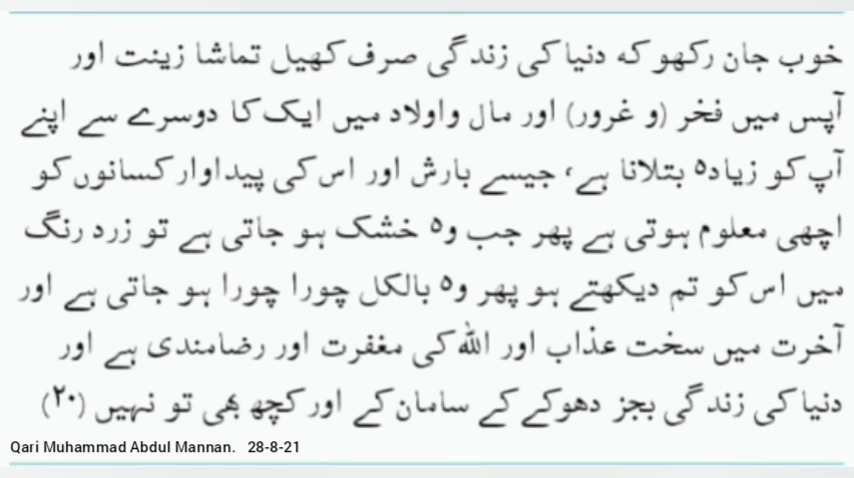 خوب جان رکھو کہ دنیا کی زندگی صرف کھیل تماشا زینت اور
آپس میں فخر (و غرور) اور مال واولاد میں ایک کا دوسرے سے اپنے
آپ کو زیادہ بتلانا ہے، جیسے بارش اور اس کی پیداوار کسانوں کو
اچھی معلوم ہوتی ہے پھر جب وہ خشک ہو جاتی ہے تو زرد رنگ
میں اس کو تم دیکھتے ہو پھر وہ بالکل چورا چورا ہو جاتی ہے اور
آخرت میں سخت عذاب اور اللہ کی مغفرت اور رضامندی ہے اور
دنیا کی زندگی بجز دھوکے کے سامان کے اور کچھ بھی تو نہیں (۲۰)
Qari Muhammad Abdul Mannan. 28-8-21